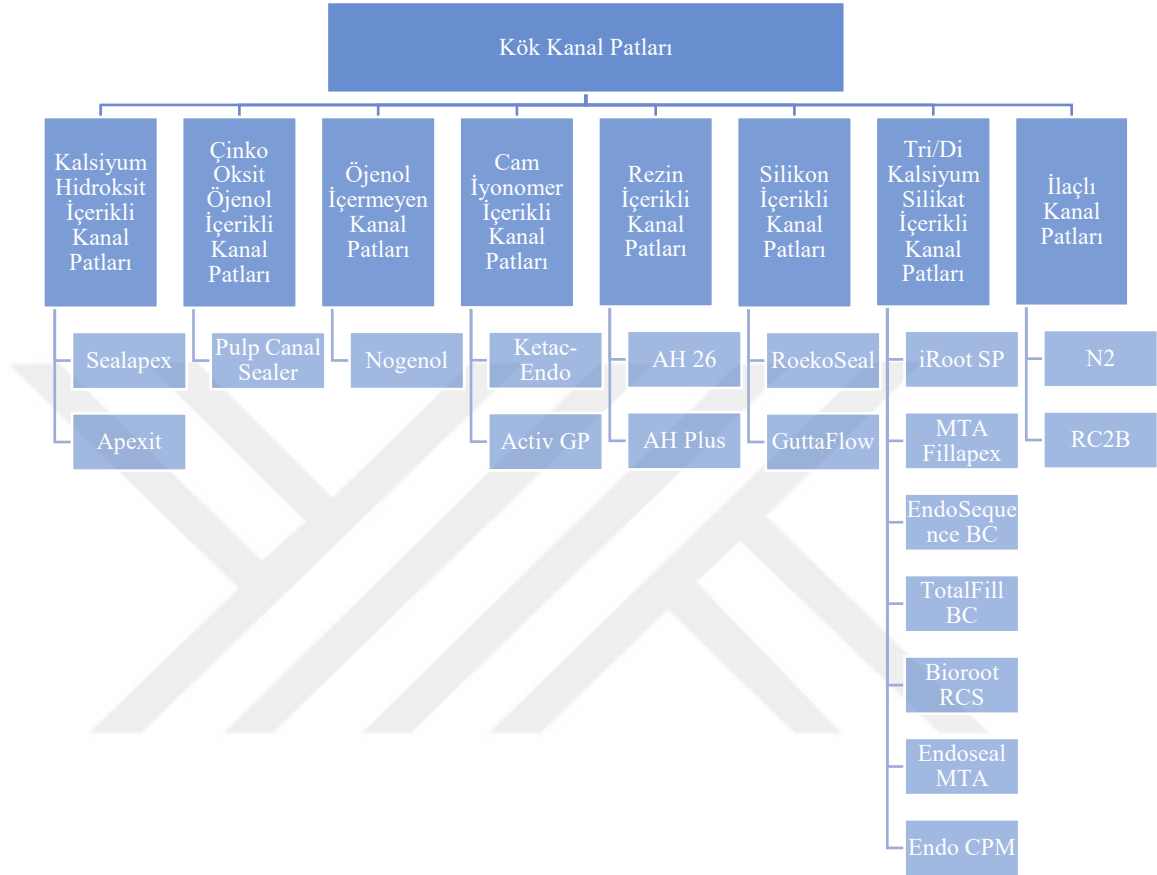 Kök Kanal Patları
Kalsiyum
Hidroksit
İçerikli
Kanal
Patları
Sealapex
Apexit
Çinko
Oksit
Öjenol
İçerikli
Kanal
Patları
Pulp Canal
Sealer
Öjenol
İçermeyen
Kanal
Patları
Nogenol
Cam
İyonomer
İçerikli
Kanal
Patları
Ketac-
Endo
Activ GP
Rezin
İçerikli
Kanal
Patları
AH 26
AH Plus
Silikon
İçerikli
Kanal
Patları
RoekoSeal
GuttaFlow
Tri/Di
Kalsiyum
Silikat
İçerikli
Kanal
Patları
iRoot SP
MTA
Fillapex
EndoSeque
nce BC
TotalFill
BC
Bioroot
RCS
Endoseal
MTA
Endo CPM
İlaçlı
Kanal
Patları
N2
RC2B